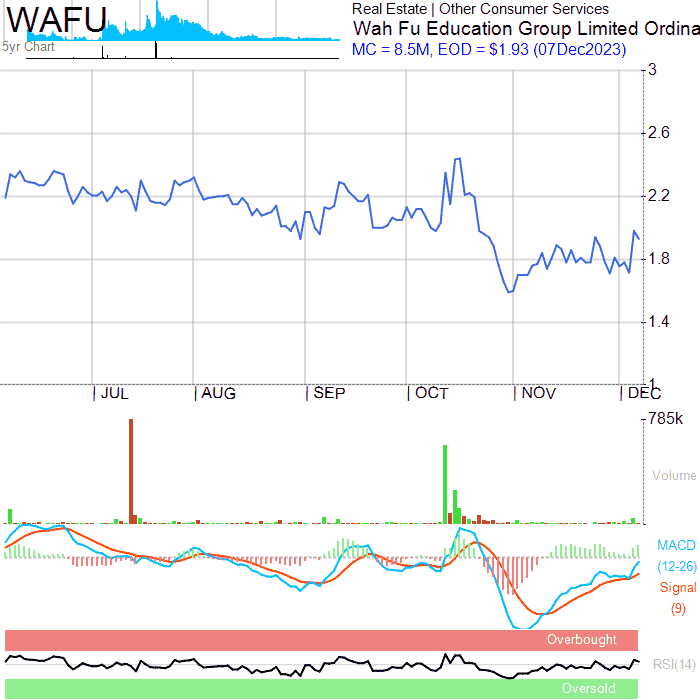 WAFU
5yr Chart
Real Estate | Other Consumer Services
Wah Fu Education Group Limited Ordina
MC = 8.5M, EOD = $1.93 (07Dec2023)
3
2.6
2.2
1.8
1.4
1
JUL AUG SEP OCT NOV DEC
785k
Volume
MACD
(12-26)
Signal
(9)
Overbought
RSI(14)
Oversold